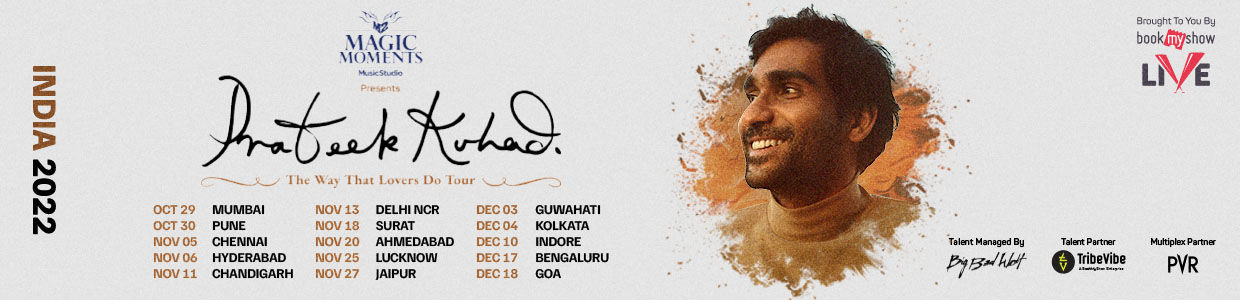 INDIA 2022
MAGIC
MOMENTS
MusicStudio
Presents
Prateek Kuhad.
The Way That Lovers Do Tour
OCT 29 MUMBAI
OCT 30 PUNE
NOV 05 CHENNAI
NOV 06 HYDERABAD
NOV 11 CHANDIGARH
NOV 13 DELHI NCR
NOV 18 SURAT
NOV 20 AHMEDABAD
NOV 25 LUCKNOW
NOV 27 JAIPUR
DEC 03 GUWAHATI
DEC 04 KOLKATA
DEC 10 INDORE
DEC 17 BENGALURU
DEC 18 GOA
Brought To You By
bookmyshow
LIVE
Talent Managed By
Big Bad Wolf
Talent Partner
TribeVibe
A BookMyShow Enterprise
Multiplex Partner
PVR